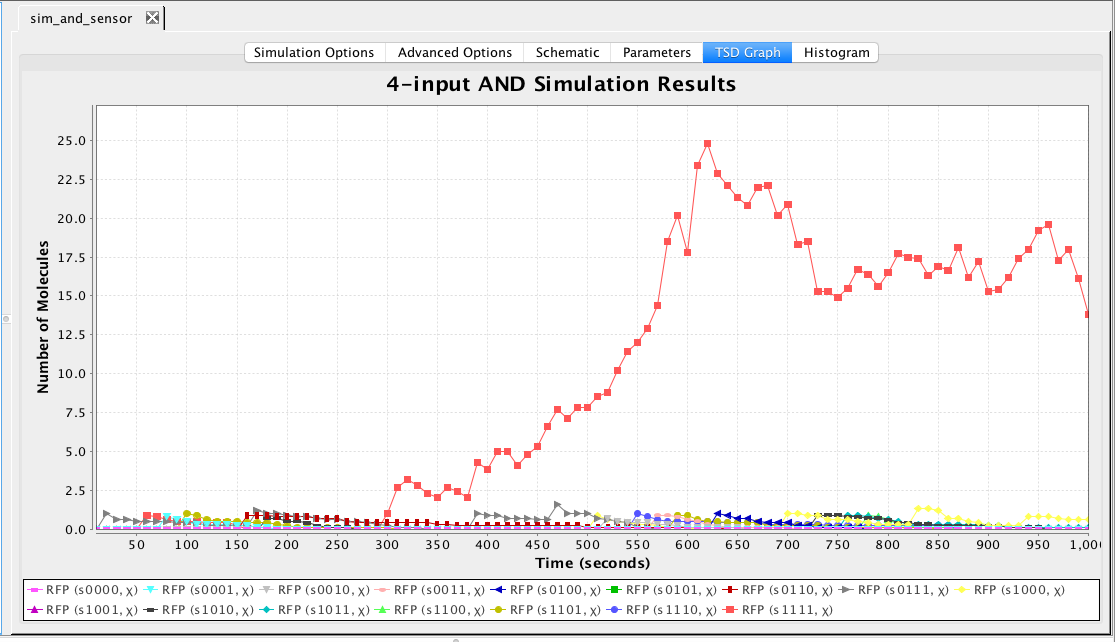 sim_and_sensor
Simulation Options Advanced Options Schematic Parameters TSD Graph Histogram
4-input AND Simulation Results
25.0
22.5
20.0
17.5
15.0
12.5
10.0
7.5
5.0
2.5
0.0
Number of Molecules
50 100 150 200 250 300 350 400 450 500 550 600 650 700 750 800 850 900 950 1,00
Time (seconds)
RFP (s0000, χ) RFP (s0001, χ) RFP (s0010, χ) RFP (s0011, χ) RFP (s0100, χ) RFP (s0101, χ) RFP (s0110, χ) RFP (s0111, χ) RFP (s1000, χ)
RFP (s1001, χ) RFP (s1010, χ) RFP (s1011, χ) RFP (s1100, χ) RFP (s1101, χ) RFP (s1110, χ) RFP (s1111, χ)